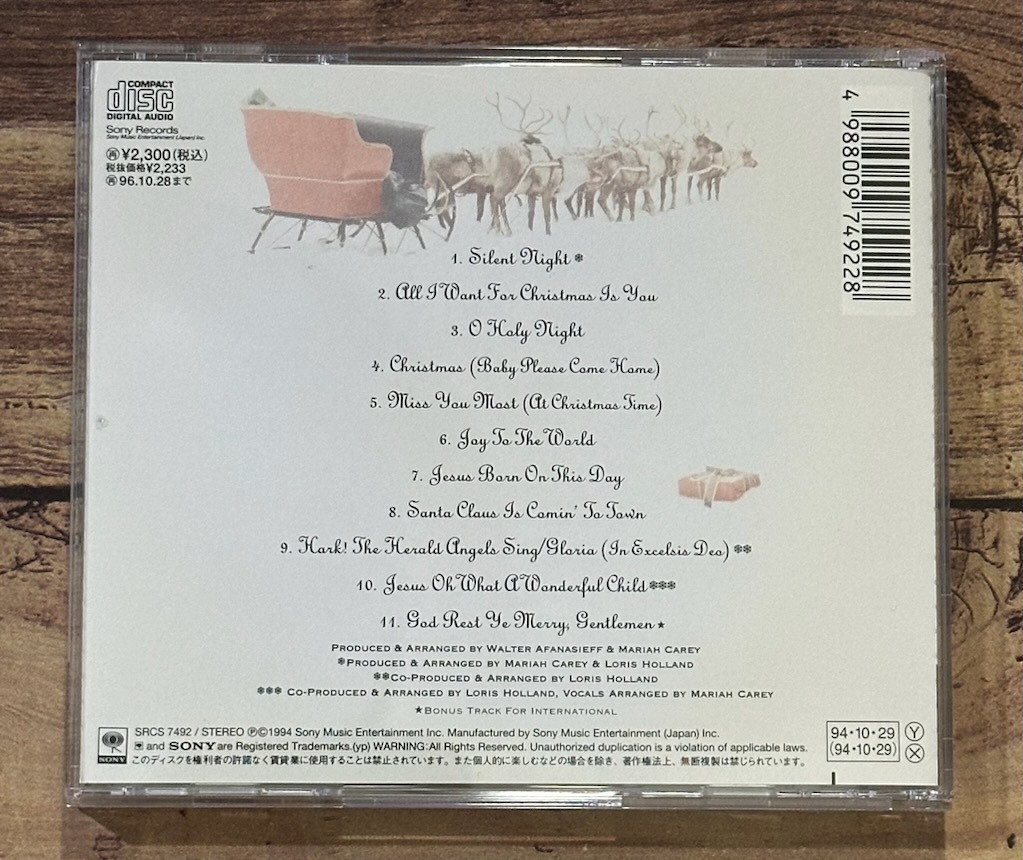 COMPACT
disc
DIGITAL AUDIO
Sony Records
Sony Music Entertainment (Japan) Inc.
再¥2,300(税込)
税抜価格¥2,233
再96.10.28まで
4 988009 749228
1. Silent Night ❄
2. All I Want For Christmas Is You
3. O Holy Night
4. Christmas (Baby Please Come Home)
5. Miss You Most (At Christmas Time)
6. Joy To The World
7. Jesus Born On This Day
8. Santa Claus Is Comin' To Town
9. Hark! The Herald Angels Sing/Gloria (In Excelsis Deo) ❄❄
10. Jesus Oh What A Wonderful Child ❄❄❄
11. God Rest Ye Merry, Gentlemen ★
PRODUCED & ARRANGED BY WALTER AFANASIEFF & MARIAH CAREY
❄PRODUCED & ARRANGED BY MARIAH CAREY & LORIS HOLLAND
❄❄CO-PRODUCED & ARRANGED BY LORIS HOLLAND
❄❄❄ CO-PRODUCED & ARRANGED BY LORIS HOLLAND, VOCALS ARRANGED BY MARIAH CAREY
★BONUS TRACK FOR INTERNATIONAL
SONY
SRCS 7492 / STEREO ℗©1994 Sony Music Entertainment Inc. Manufactured by Sony Music Entertainment (Japan) Inc.
and SONY are Registered Trademarks.(yp) WARNING:All Rights Reserved. Unauthorized duplication is a violation of applicable laws.
このディスクを権利者の許諾なく賃貸業に使用することは禁止されています。また個人的に楽しむなどの場合を除き、著作権法上、無断複製は禁じられています。
94・10・29 Ⓨ
(94・10・29) Ⓧ